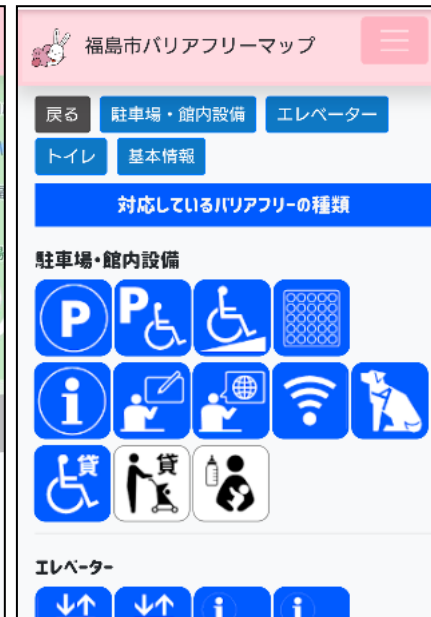 福島市バリアフリーマップ
戻る 駐車場・館内設備 エレベーター
トイレ 基本情報
対応しているバリアフリーの種類
駐車場・館内設備
P P
i
貸 貸
エレベーター
i i